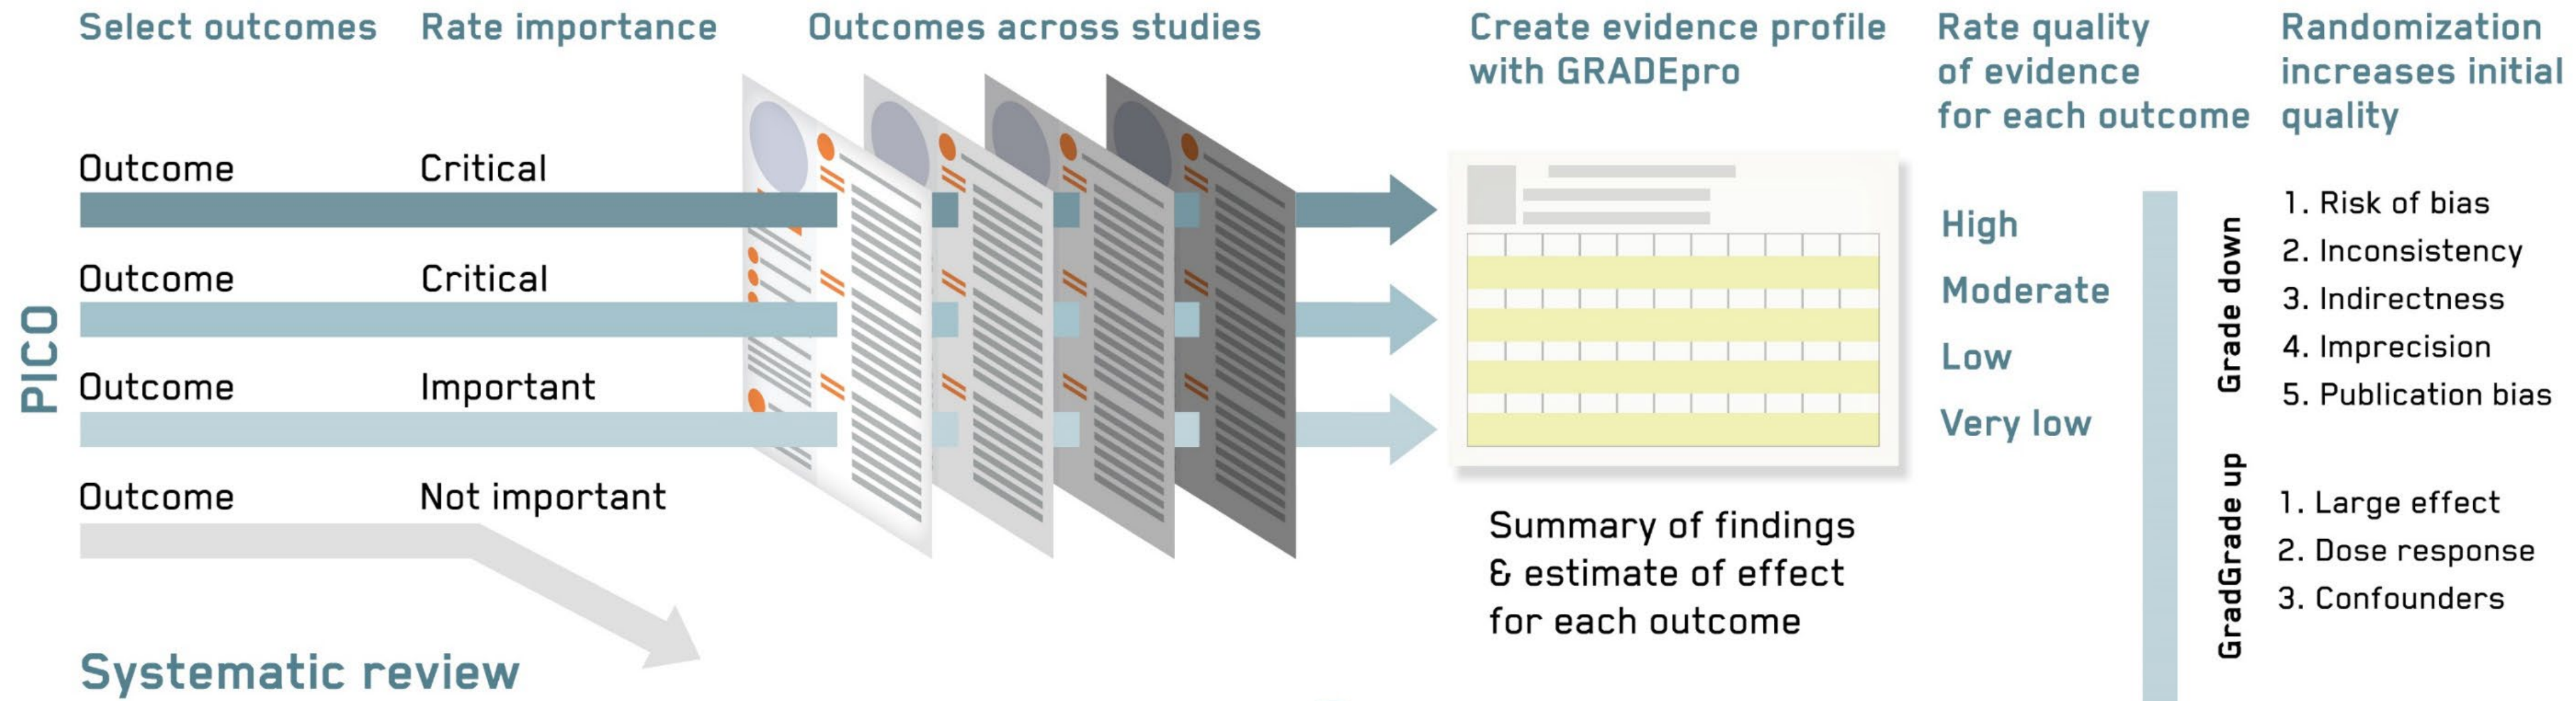 Select outcomes
Rate importance
Outcomes across studies
Create evidence profile
with GRADEpro
Rate quality
of evidence
for each outcome
Randomization
increases initial
quality
PICO
Outcome
Critical
Outcome
Critical
Outcome
Important
Outcome
Not important
Systematic review
Summary of findings
& estimate of effect
for each outcome
High
Moderate
Low
Very low
Grade down
1. Risk of bias
2. Inconsistency
3. Indirectness
4. Imprecision
5. Publication bias
GradGrade up
1. Large effect
2. Dose response
3. Confounders